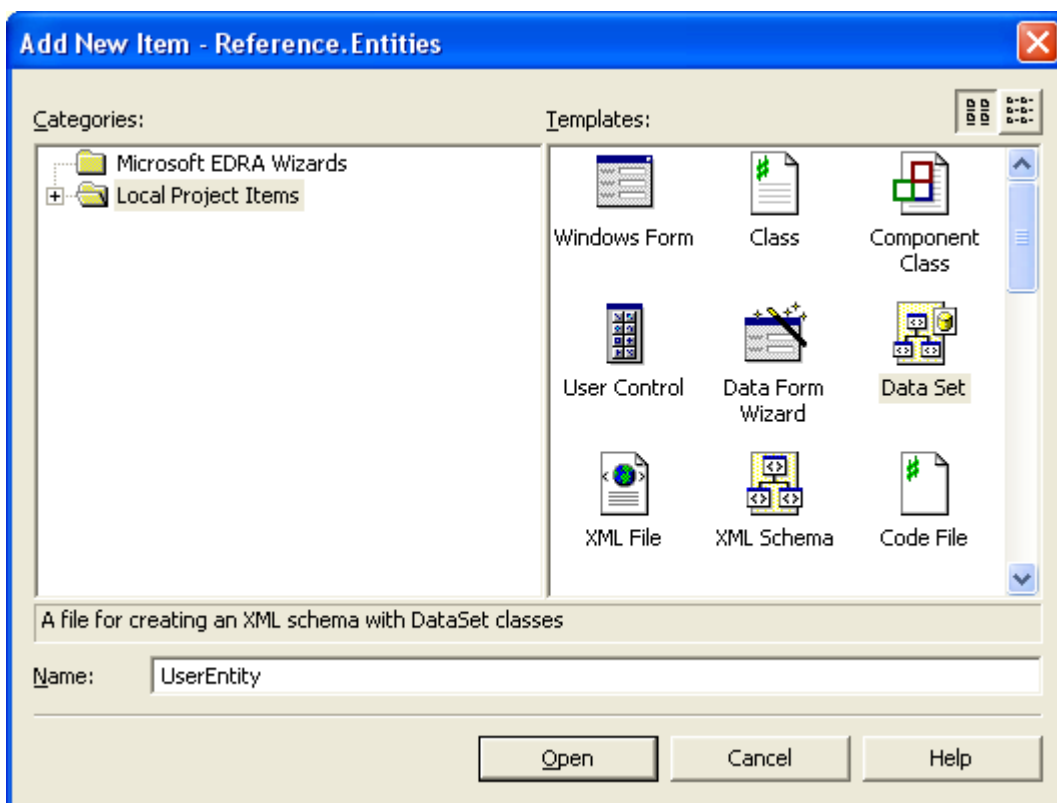 Add New Item - Reference.Entities
Categories:
Templates:
Microsoft EDRA Wizards
Local Project Items
Windows Form
Class
Component
Class
User Control
Data Form
Wizard
Data Set
XML File
XML Schema
Code File
A file for creating an XML schema with DataSet classes
Name:
UserEntity
Open
Cancel
Help